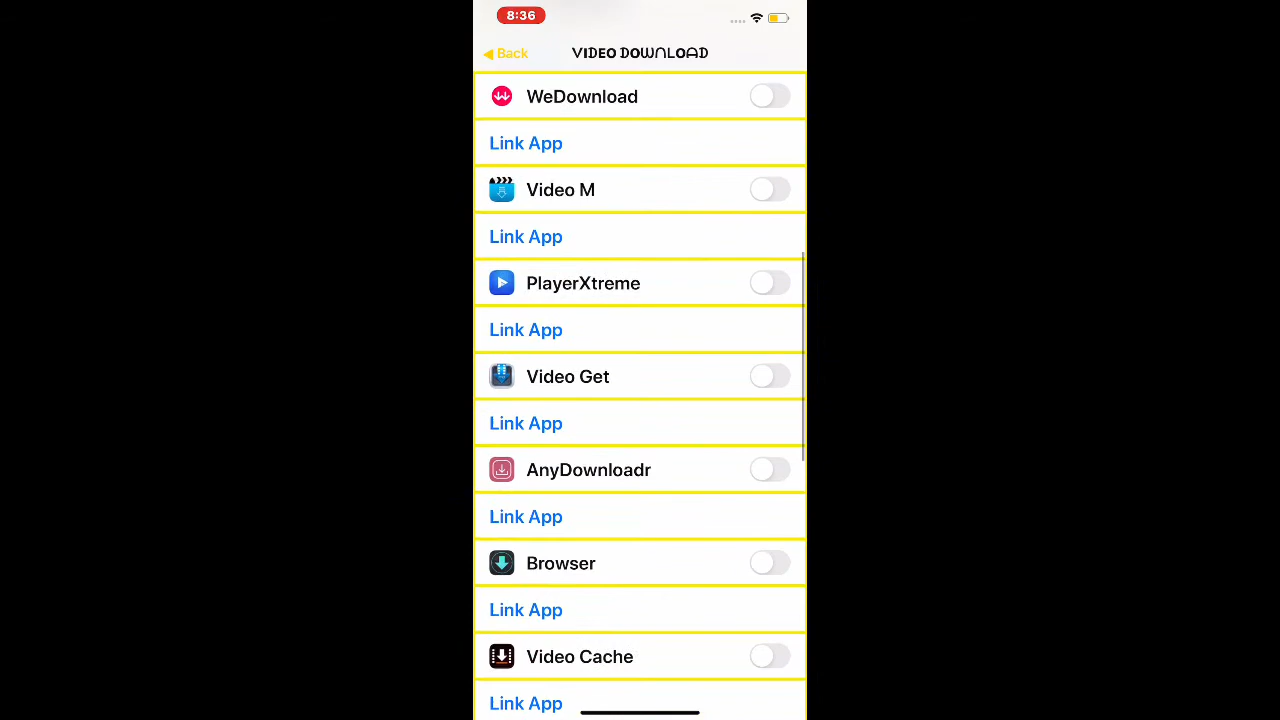 8:36
Back
VIDEO DOWNLOAD
WeDownload
Link App
Video M
Link App
PlayerXtreme
Link App
Video Get
Link App
AnyDownloadr
Link App
Browser
Link App
Video Cache
Link App